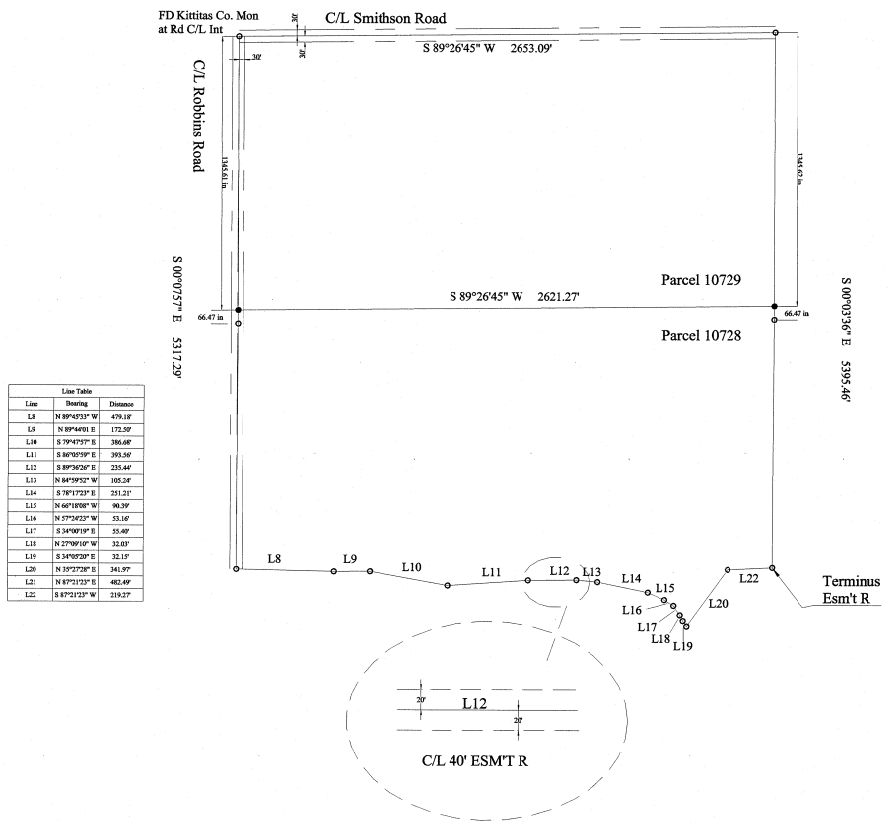 FD Kittitas Co. Mon
at Rd C/L Int
30'
C/L Smithson Road
30'
30'
S 89°26'45" W 2653.09'
C/L Robbins Road
1345.61 in
1345.62 in
Parcel 10729
S 89°26'45" W 2621.27'
66.47 in
66.47 in
Parcel 10728
S 00°07'57" E 5317.29'
S 00°03'36" E 5395.46'
Line Table
Line Bearing Distance
L8 N 89°45'33" W 479.18'
L9 N 89°44'01 E 172.50'
L10 S 79°47'57" E 386.68'
L11 S 86°05'59" E 393.56'
L12 S 89°36'26" E 235.44'
L13 N 84°59'52" W 105.24'
L14 S 78°17'23" E 251.21'
L15 N 66°18'08" W 90.39'
L16 N 57°24'23" W 53.16'
L17 S 34°00'19" E 55.40'
L18 N 27°09'10" W 32.03'
L19 S 34°05'20" E 32.15'
L20 N 35°27'28" E 341.97'
L21 N 87°21'23" E 482.49'
L22 S 87°21'23" W 219.27'
L8
L9
L10
L11
L12
L13
L14
L15
L16
L17
L18
L19
L20
L22
Terminus
Esm't R
20'
L12
20'
C/L 40' ESM'T R